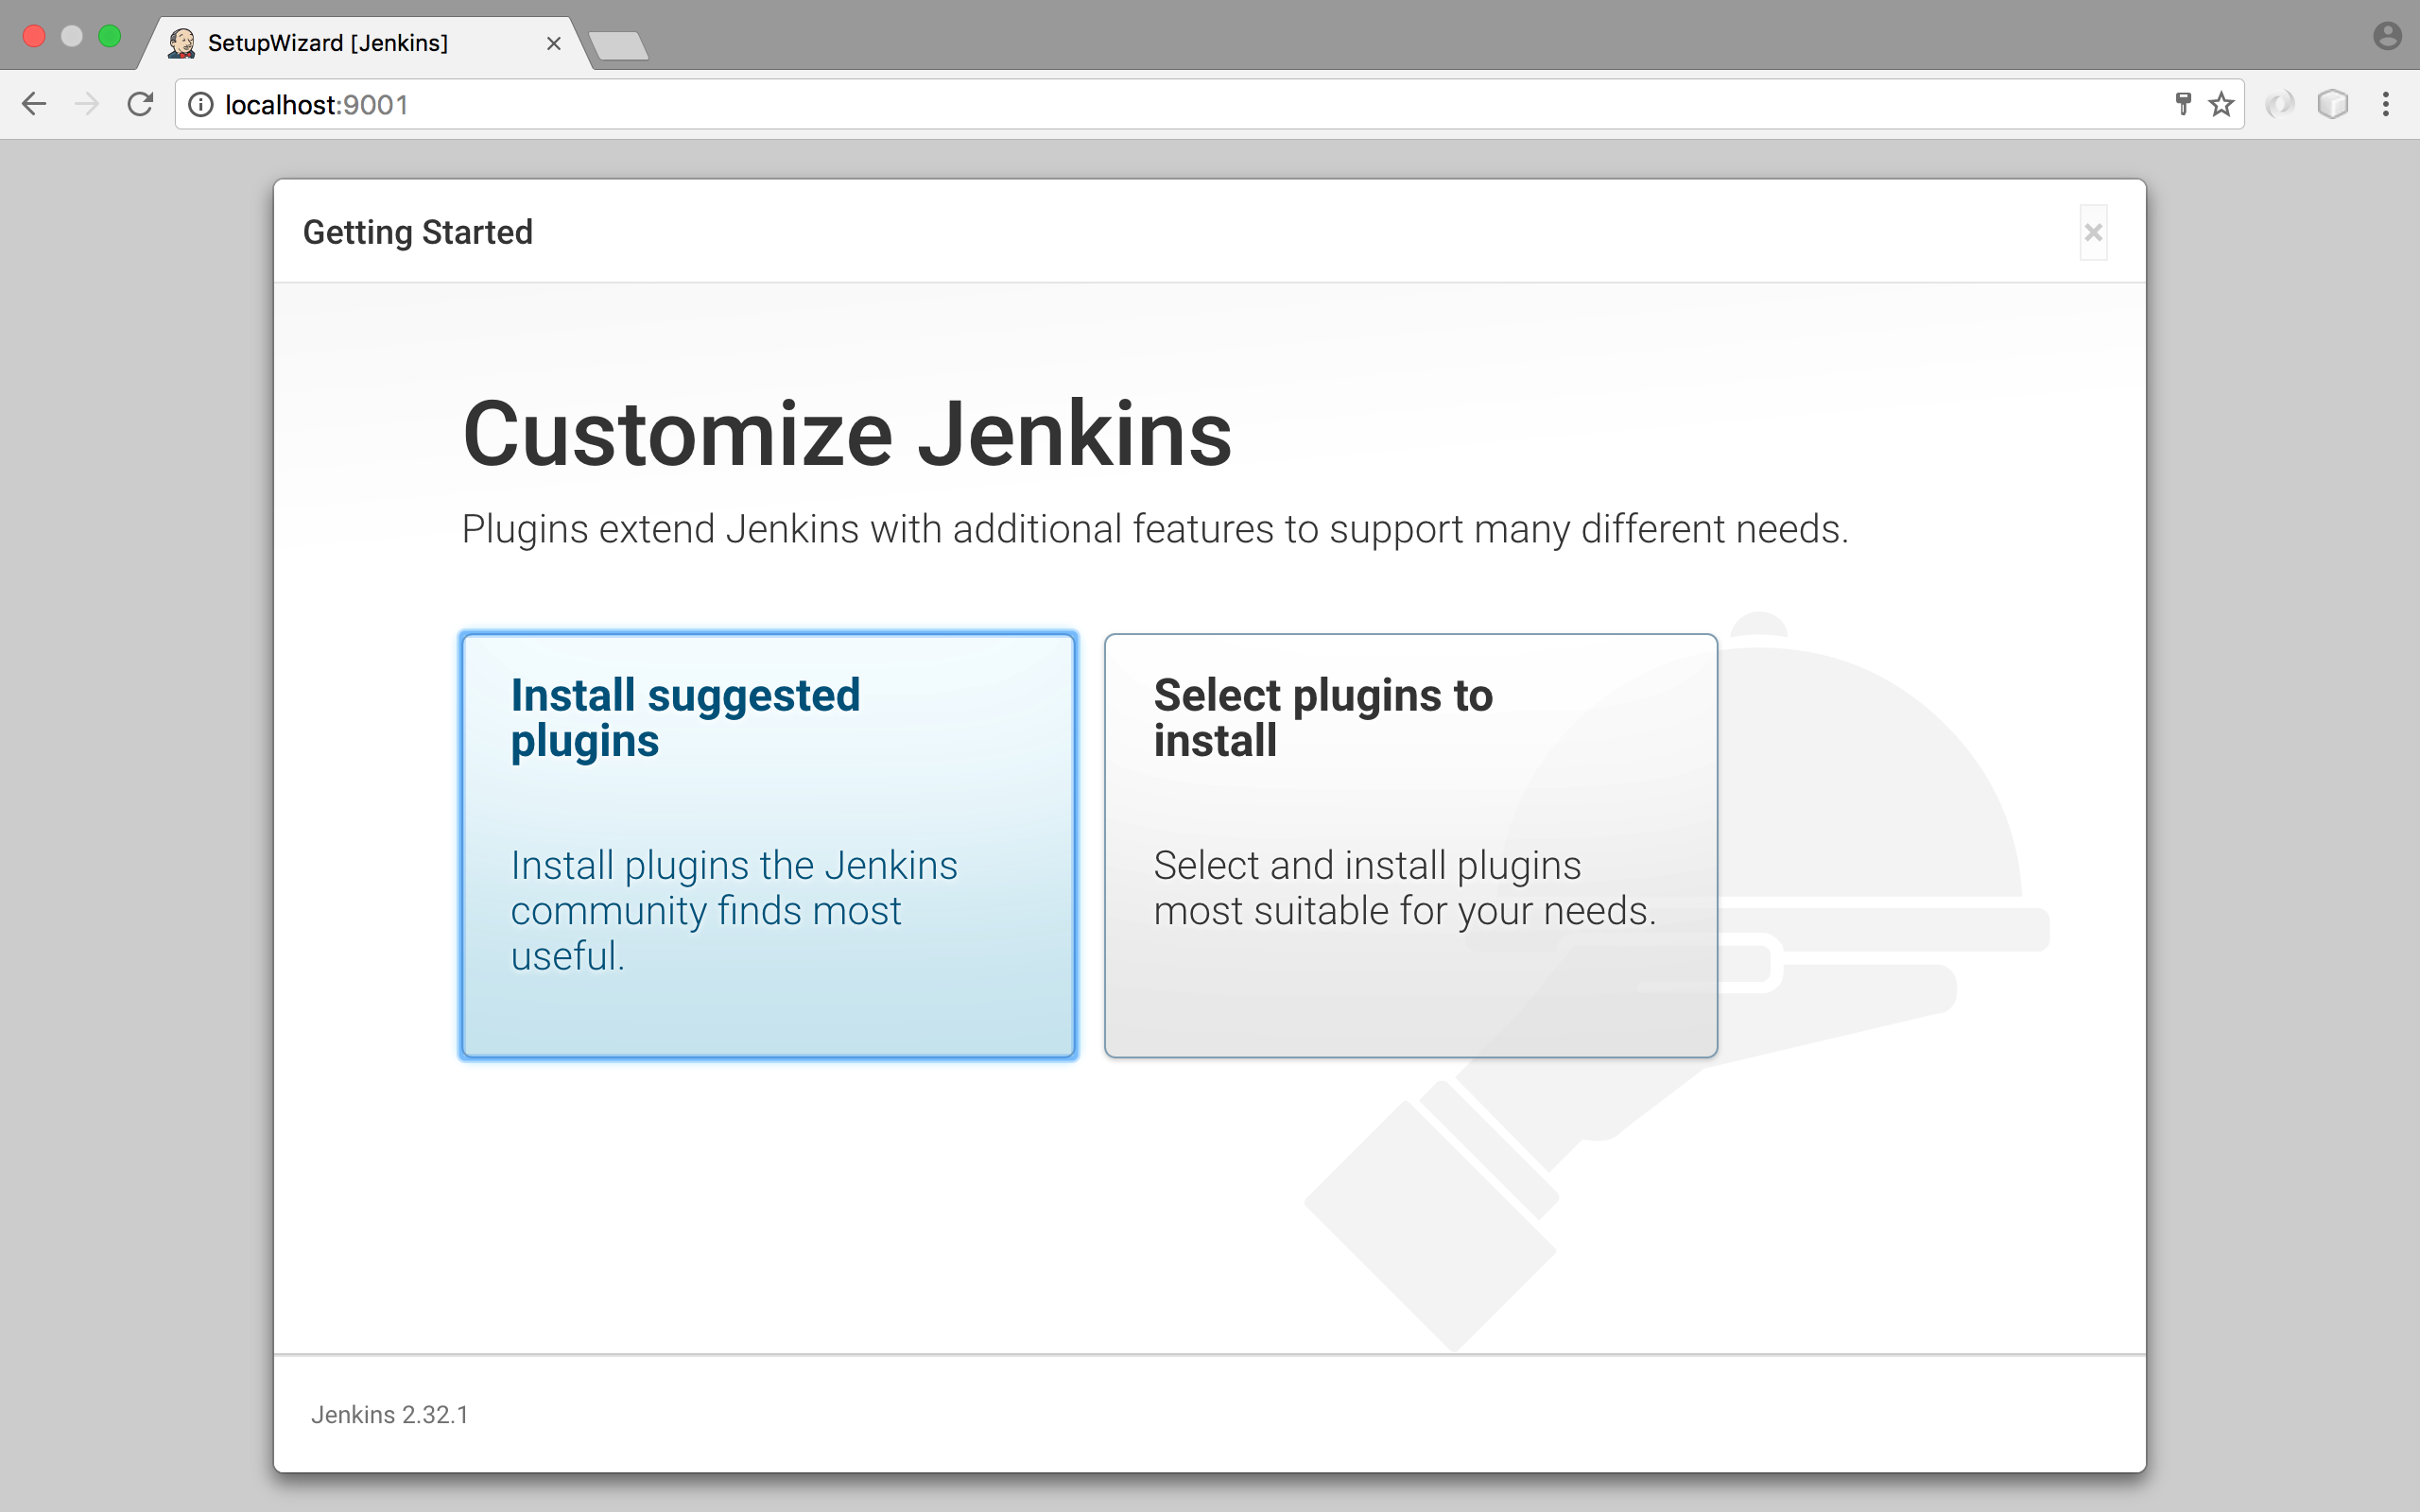 SetupWizard [Jenkins]
localhost:9001
Getting Started
Customize Jenkins
Plugins extend Jenkins with additional features to support many different needs.
Install suggested
plugins
Install plugins the Jenkins
community finds most
useful.
Select plugins to
install
Select and install plugins
most suitable for your needs.
Jenkins 2.32.1